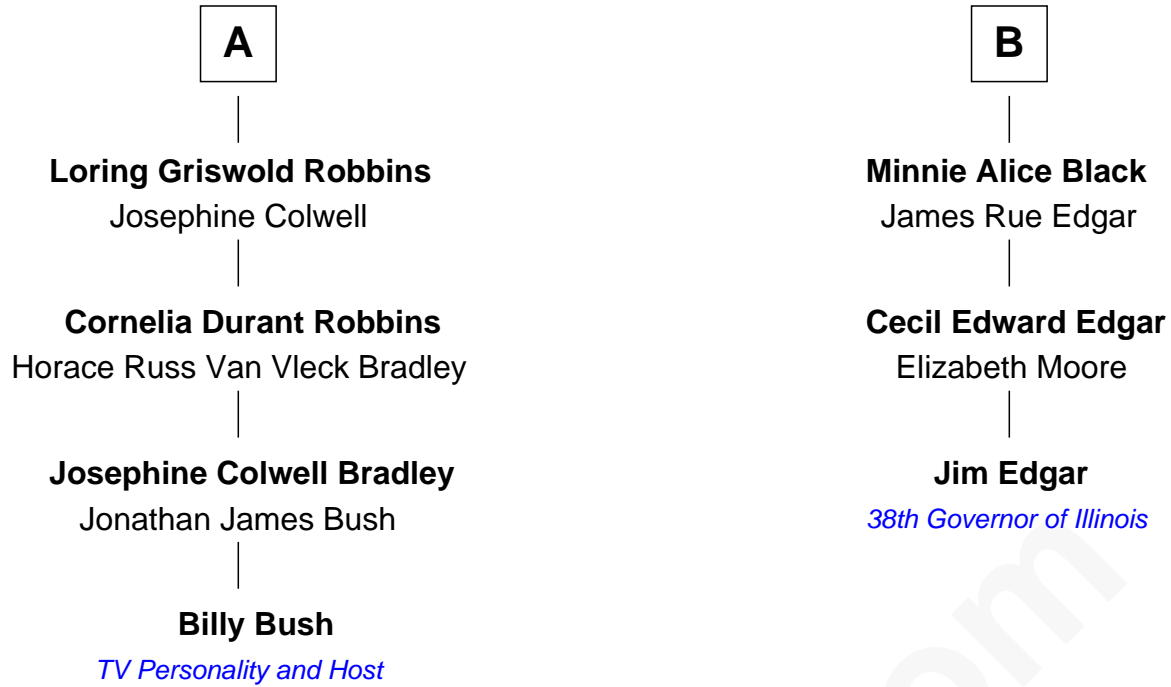 A
Loring Griswold Robbins
Josephine Colwell
Cornelia Durant Robbins
Horace Russ Van Vleck Bradley
Josephine Colwell Bradley
Jonathan James Bush
Billy Bush
TV Personality and Host
B
Minnie Alice Black
James Rue Edgar
Cecil Edward Edgar
Elizabeth Moore
Jim Edgar
38th Governor of Illinois
om